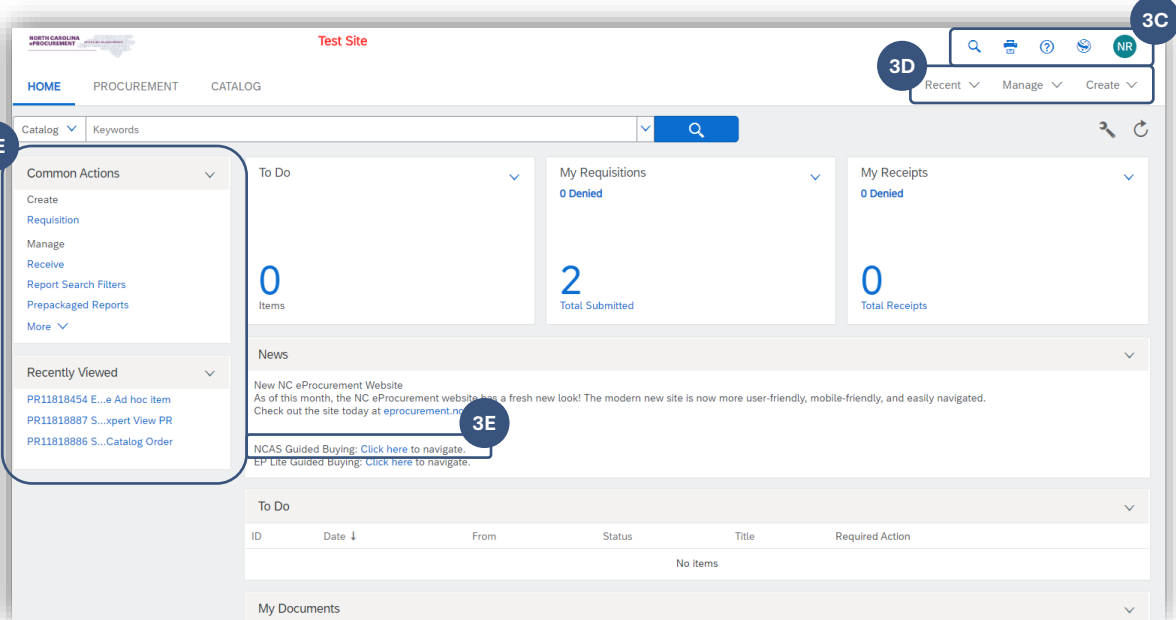 3C
NORTH CAROLINA
ePROCUREMENT
Test Site
NR
3D
HOME PROCUREMENT CATALOG
Recent Manage Create
Catalog Keywords
E
Common Actions
Create
Requisition
Manage
Receive
Report Search Filters
Prepackaged Reports
More
Recently Viewed
PR11818454 E...e Ad hoc item
PR11818887 S...xpert View PR
PR11818886 S...Catalog Order
To Do
0
Items
My Requisitions
0 Denied
2
Total Submitted
My Receipts
0 Denied
0
Total Receipts
News
New NC eProcurement Website
As of this month, the NC eProcurement website has a fresh new look! The modern new site is now more user-friendly, mobile-friendly, and easily navigated.
Check out the site today at eprocurement.nc
3E
NCAS Guided Buying: Click here to navigate.
EP Lite Guided Buying: Click here to navigate.
To Do
ID Date ↓ From Status Title Required Action
No items
My Documents